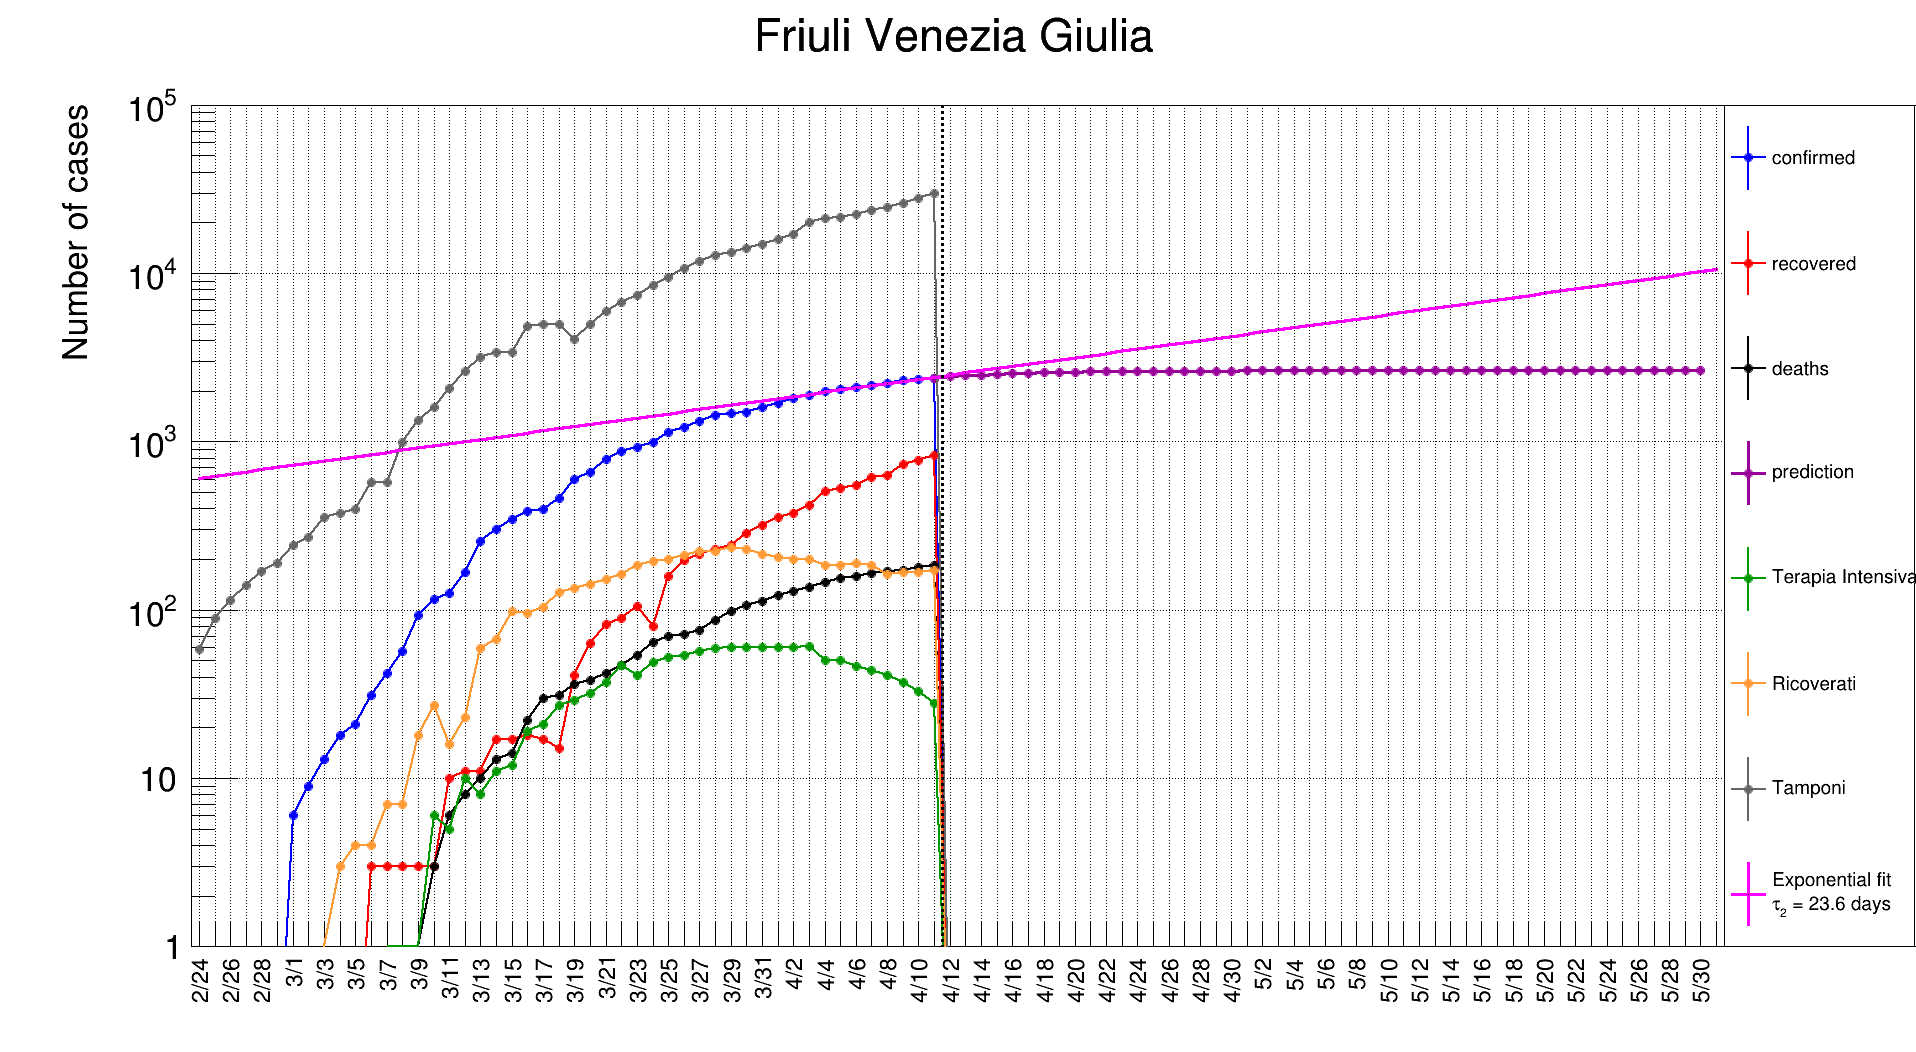 Friuli Venezia Giulia
Number of cases
10^5
10^4
10^3
10^2
10
1
2/24 2/26 2/28 3/1 3/3 3/5 3/7 3/9 3/11 3/13 3/15 3/17 3/19 3/21 3/23 3/25 3/27 3/29 3/31 4/2 4/4 4/6 4/8 4/10 4/12 4/14 4/16 4/18 4/20 4/22 4/24 4/26 4/28 4/30 5/2 5/4 5/6 5/8 5/10 5/12 5/14 5/16 5/18 5/20 5/22 5/24 5/26 5/28 5/30
confirmed
recovered
deaths
prediction
Terapia Intensiva
Ricoverati
Tamponi
Exponential fit
τ₂ = 23.6 days